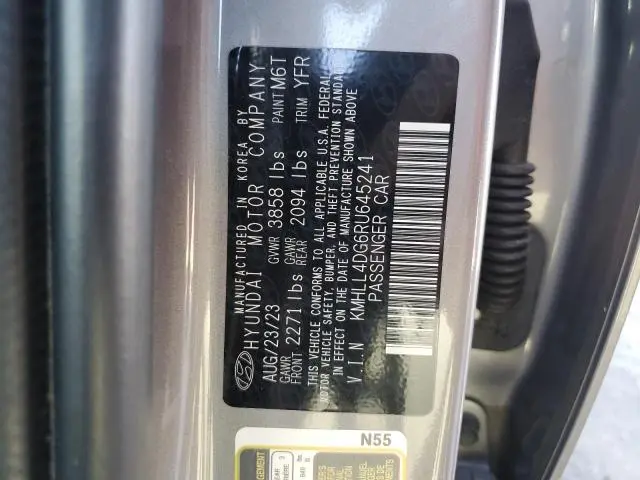 MANUFACTURED IN KOREA BY
HYUNDAI MOTOR COMPANY
AUG/23/23 GVWR 3858 lbs PAINT M6T
GAWR FRONT 2271 lbs GAWR REAR 2094 lbs TRIM YFR
THIS VEHICLE CONFORMS TO ALL APPLICABLE U.S.A. FEDERAL
MOTOR VEHICLE SAFETY, BUMPER, AND THEFT PREVENTION STANDARDS
IN EFFECT ON THE DATE OF MANUFACTURE SHOWN ABOVE
V.I.N KMHLL4DG6RU645241
PASSENGER CAR
N55